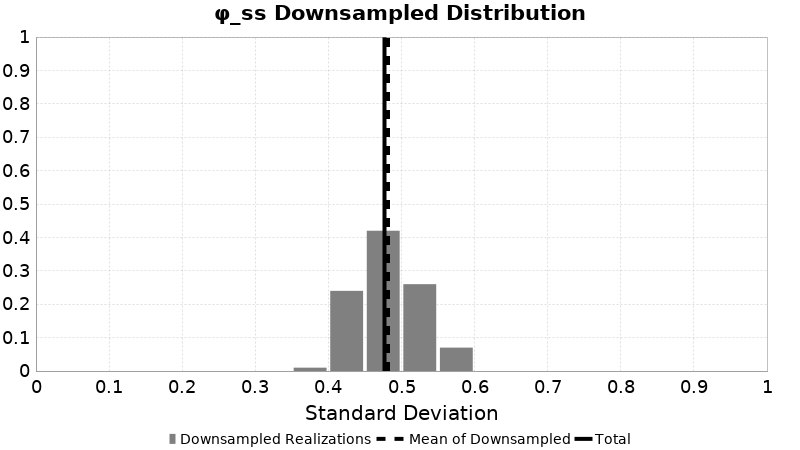 φ_ss Downsampled Distribution
1
0.9
0.8
0.7
0.6
0.5
0.4
0.3
0.2
0.1
0
0 0.1 0.2 0.3 0.4 0.5 0.6 0.7 0.8 0.9 1
Standard Deviation
Downsampled Realizations Mean of Downsampled Total